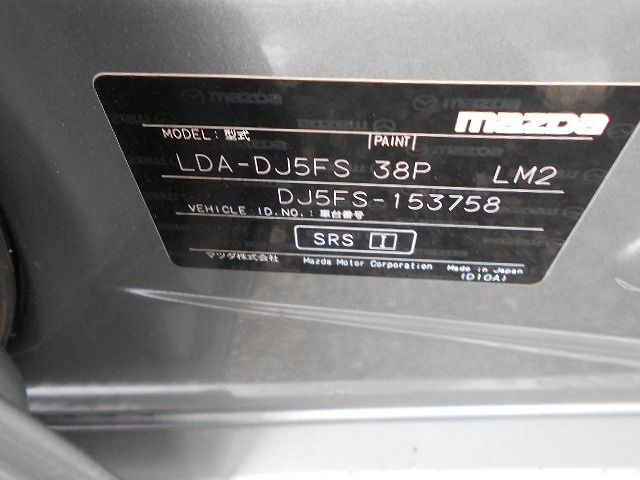 mazda
MODEL: 型式 PAINT
LDA-DJ5FS 38P LM2
DJ5FS-153758
VEHICLE ID.NO.: 車台番号
SRS I
マツダ株式会社 Mazda Motor Corporation Made in Japan
(D10A)